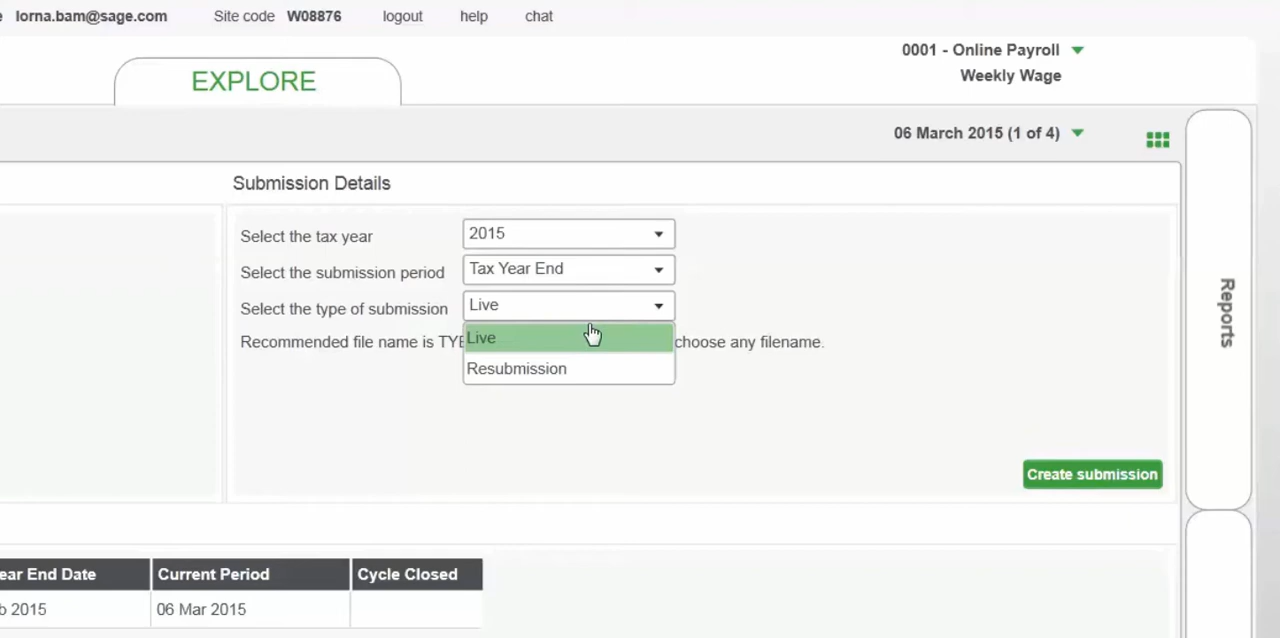 lorna.bam@sage.com Site code W08876 logout help chat
EXPLORE
0001 - Online Payroll
Weekly Wage
06 March 2015 (1 of 4)
Reports
Submission Details
Select the tax year 2015
Select the submission period Tax Year End
Select the type of submission Live
Live
Recommended file name is TYE choose any filename.
Resubmission
Create submission
ear End Date Current Period Cycle Closed
b 2015 06 Mar 2015